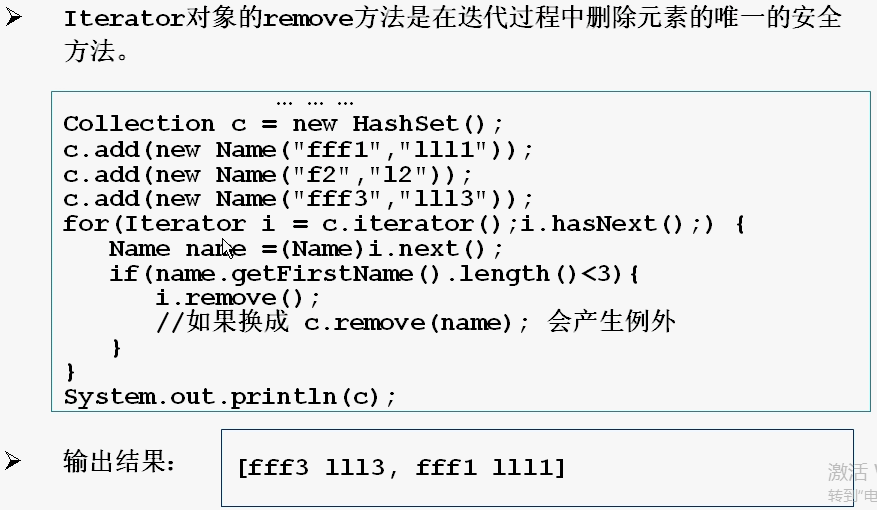 Iterator对象的remove方法是在迭代过程中删除元素的唯一的安全
方法。
… … …
Collection c = new HashSet();
c.add(new Name("fff1","lll1"));
c.add(new Name("f2","l2"));
c.add(new Name("fff3","lll3"));
for(Iterator i = c.iterator();i.hasNext();) {
Name name =(Name)i.next();
if(name.getFirstName().length()<3){
i.remove();
//如果换成 c.remove(name); 会产生例外
}
}
System.out.println(c);
输出结果：
[fff3 lll3, fff1 lll1]
激活
转到"电